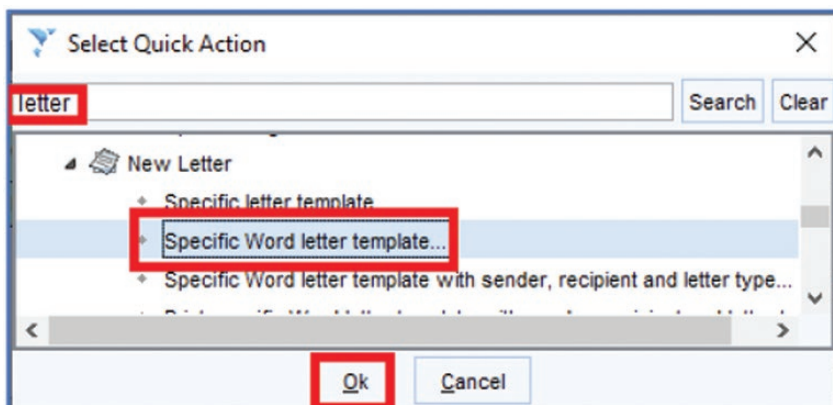 Select Quick Action
letter Search Clear
New Letter
Specific letter template
Specific Word letter template...
Specific Word letter template with sender, recipient and letter type...
Ok Cancel